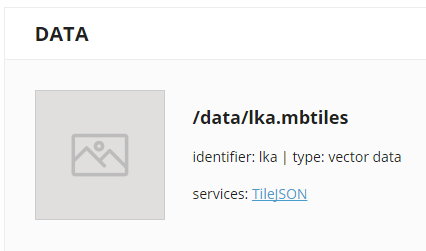 DATA
/data/lka.mbtiles
identifier: lka | type: vector data
services: TileJSON